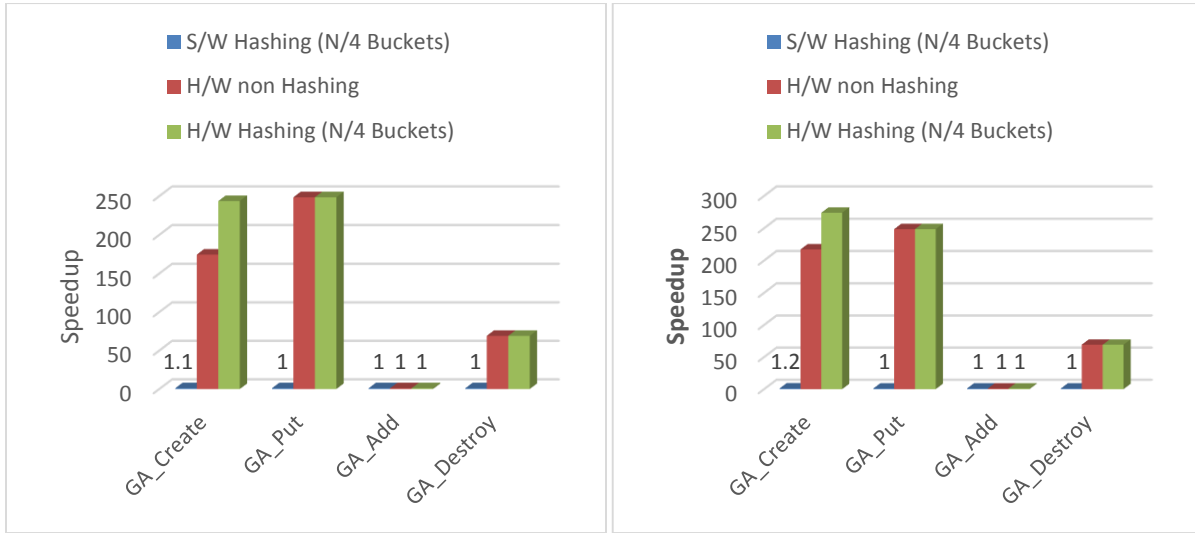 S/W Hashing (N/4 Buckets)
H/W non Hashing
H/W Hashing (N/4 Buckets)
Speedup
250
200
150
100
50
0
1.1
1
1 1 1
1
GA_Create
GA_Put
GA_Add
GA_Destroy
S/W Hashing (N/4 Buckets)
H/W non Hashing
H/W Hashing (N/4 Buckets)
Speedup
300
250
200
150
100
50
0
1.2
1
1 1 1
1
GA_Create
GA_Put
GA_Add
GA_Destroy